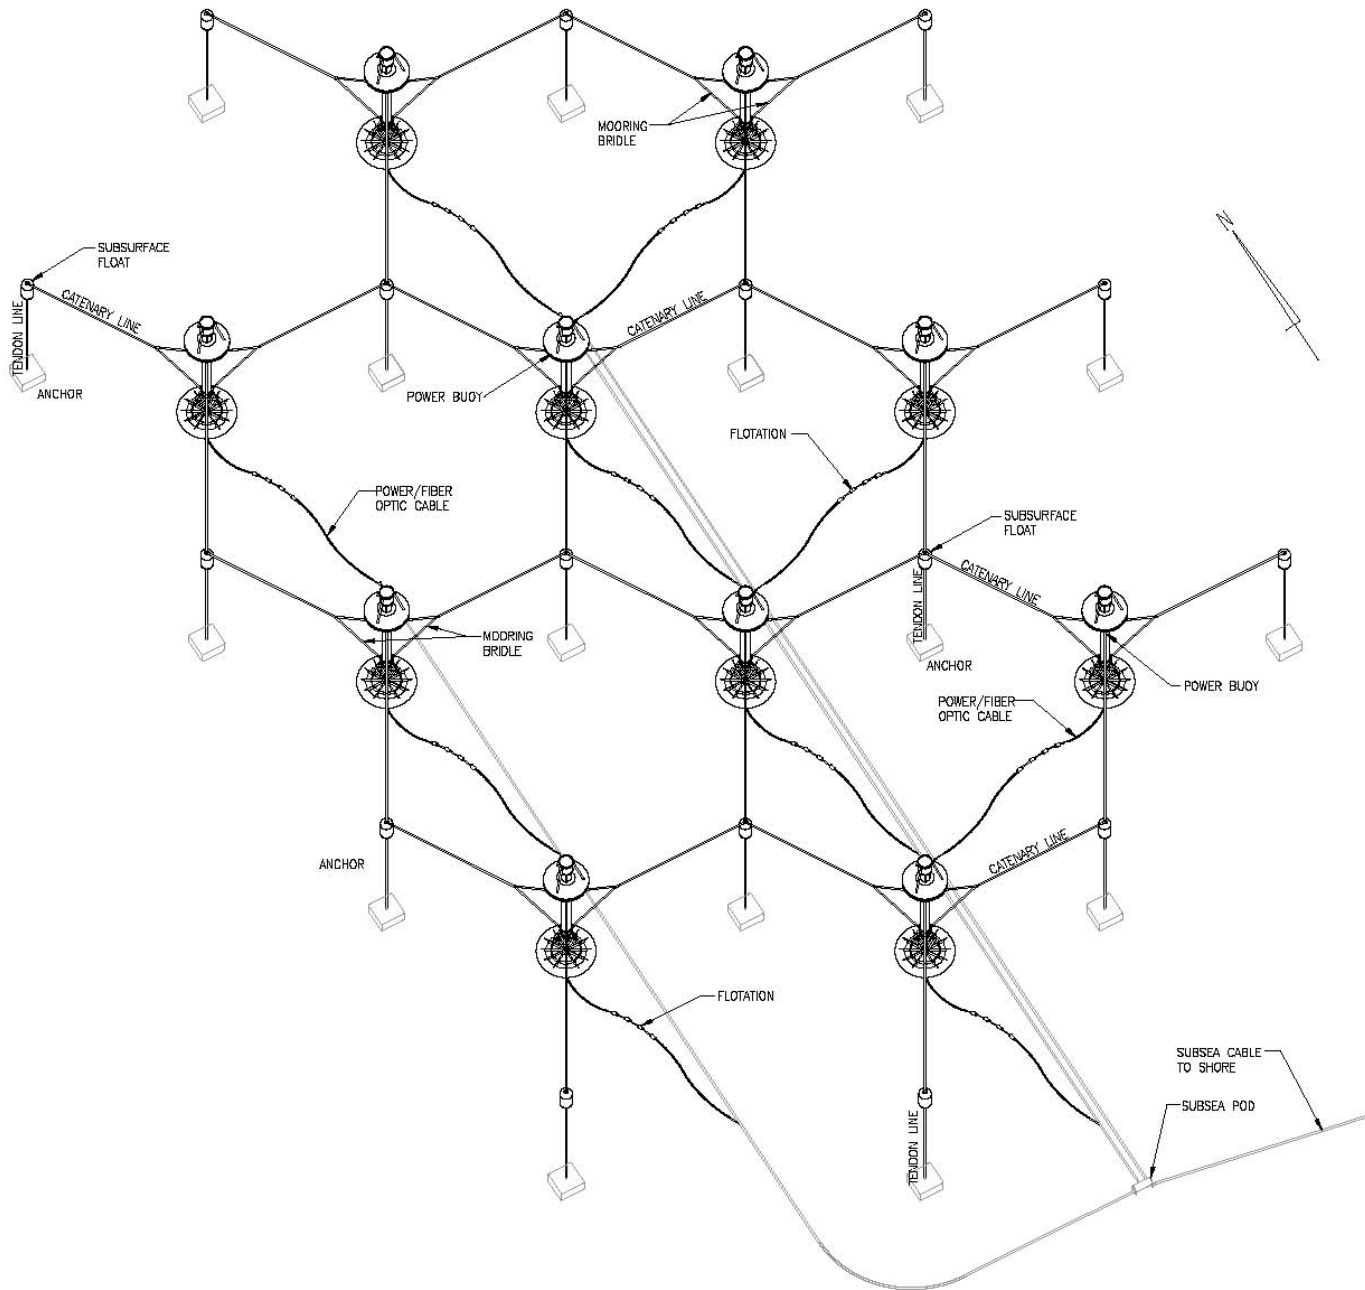 MOORING
BRIDLE
N
SUBSURFACE
FLOAT
CATENARY LINE
TENDON LINE
ANCHOR
CATENARY LINE
POWER BUOY
FLOTATION
POWER/FIBER
OPTIC CABLE
SUBSURFACE
FLOAT
CATENARY LINE
TENDON LINE
MOORING
BRIDLE
ANCHOR
POWER BUOY
POWER/FIBER
OPTIC CABLE
ANCHOR
CATENARY LINE
FLOTATION
SUBSEA CABLE
TO SHORE
SUBSEA POD
TENDON LINE